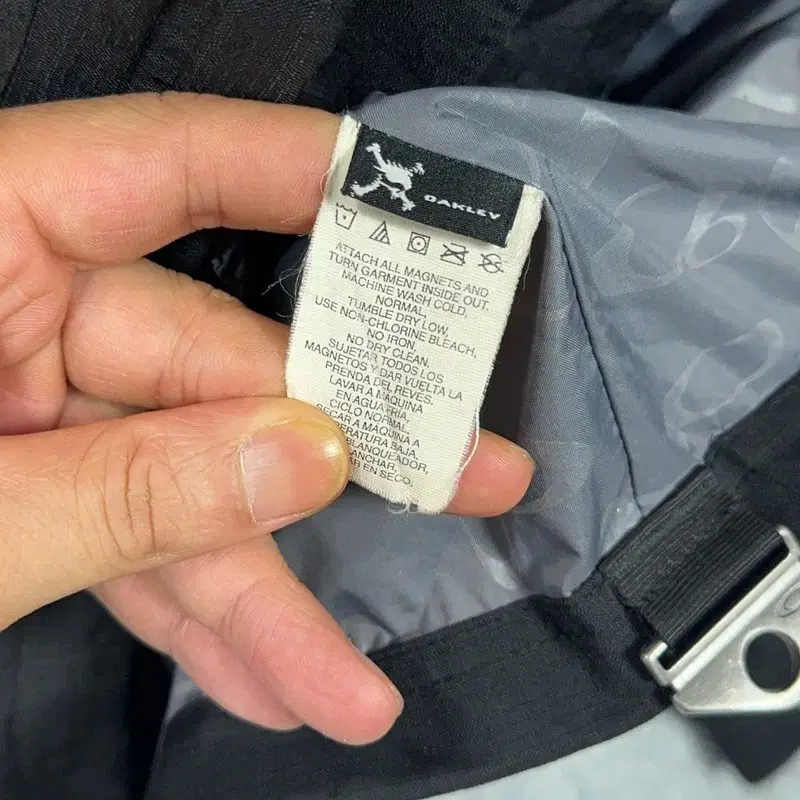 OAKLEY
ATTACH ALL MAGNETS AND
TURN GARMENT INSIDE OUT.
MACHINE WASH COLD,
NORMAL,
TUMBLE DRY LOW,
USE NON-CHLORINE BLEACH,
NO IRON.
NO DRY CLEAN.
SUJETAR TODOS LOS
MAGNETOS Y DAR VUELTA LA
PRENDA DEL REVES.
LAVAR A MAQUINA
EN AGUA FRIA,
CICLO NORMAL,
SECAR A MAQUINA A
BAJA.
BLANQUEADOR,
EN SECO.